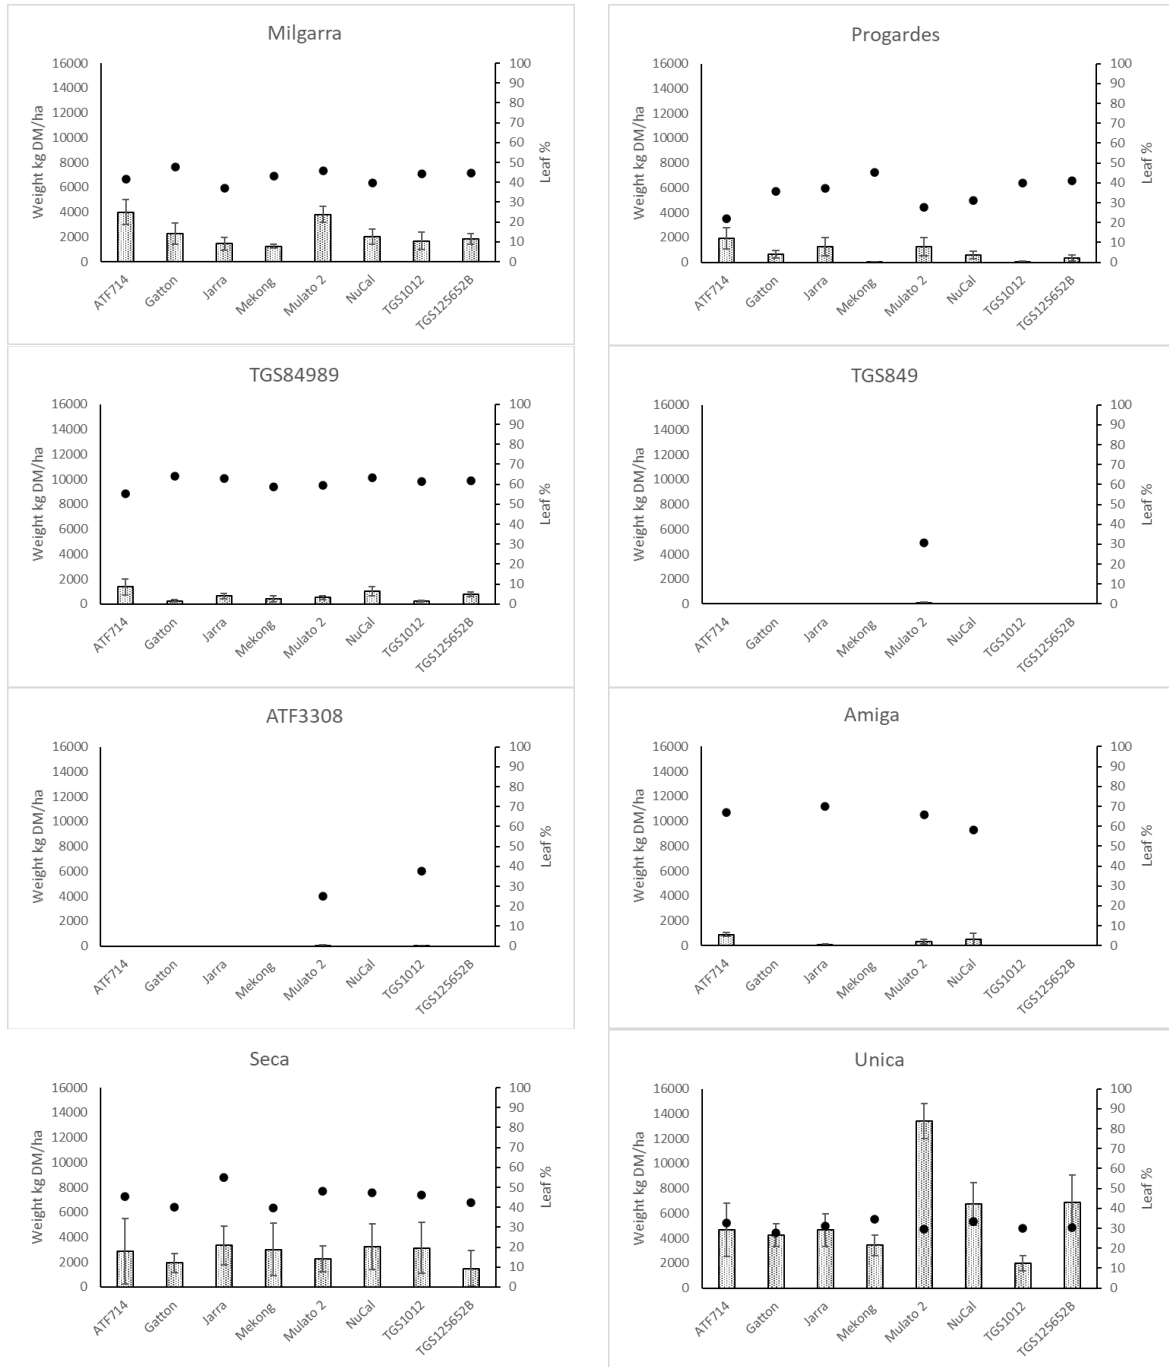 Milgarra
Weight kg DM/ha
16000
14000
12000
10000
8000
6000
4000
2000
0
100
90
80
70
60
50
40
30
20
10
0
Leaf %
ATF714
Gatton
Jarra
Mekong
Mulato 2
NuCal
TGS1012
TGS125652B
Progardes
Weight kg DM/ha
16000
14000
12000
10000
8000
6000
4000
2000
0
100
90
80
70
60
50
40
30
20
10
0
Leaf %
ATF714
Gatton
Jarra
Mekong
Mulato 2
NuCal
TGS1012
TGS125652B
TGS84989
Weight kg DM/ha
16000
14000
12000
10000
8000
6000
4000
2000
0
100
90
80
70
60
50
40
30
20
10
0
Leaf %
ATF714
Gatton
Jarra
Mekong
Mulato 2
NuCal
TGS1012
TGS125652B
TGS849
Weight kg DM/ha
16000
14000
12000
10000
8000
6000
4000
2000
0
100
90
80
70
60
50
40
30
20
10
0
Leaf %
ATF714
Gatton
Jarra
Mekong
Mulato 2
NuCal
TGS1012
TGS125652B
ATF3308
Weight kg DM/ha
16000
14000
12000
10000
8000
6000
4000
2000
0
100
90
80
70
60
50
40
30
20
10
0
Leaf %
ATF714
Gatton
Jarra
Mekong
Mulato 2
NuCal
TGS1012
TGS125652B
Amiga
Weight kg DM/ha
16000
14000
12000
10000
8000
6000
4000
2000
0
100
90
80
70
60
50
40
30
20
10
0
Leaf %
ATF714
Gatton
Jarra
Mekong
Mulato 2
NuCal
TGS1012
TGS125652B
Seca
Weight kg DM/ha
16000
14000
12000
10000
8000
6000
4000
2000
0
100
90
80
70
60
50
40
30
20
10
0
Leaf %
ATF714
Gatton
Jarra
Mekong
Mulato 2
NuCal
TGS1012
TGS125652B
Unica
Weight kg DM/ha
16000
14000
12000
10000
8000
6000
4000
2000
0
100
90
80
70
60
50
40
30
20
10
0
Leaf %
ATF714
Gatton
Jarra
Mekong
Mulato 2
NuCal
TGS1012
TGS125652B